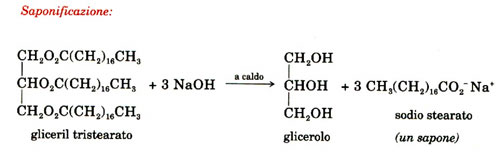 Saponificazione:
CH₂O₂C(CH₂)₁₆CH₃
CHO₂C(CH₂)₁₆CH₃ + 3 NaOH a caldo → CHOH + 3 CH₃(CH₂)₁₆CO₂⁻Na⁺
CH₂O₂C(CH₂)₁₆CH₃
CH₂OH
CH₂OH
gliceril tristearato glicerolo sodio stearato
(un sapone)